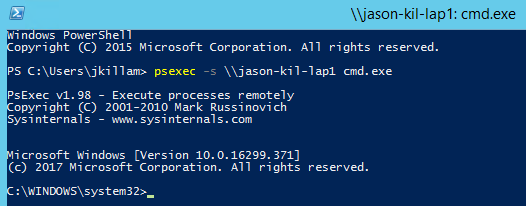 \\jason-kil-lap1: cmd.exe
Windows PowerShell
Copyright (C) 2015 Microsoft Corporation. All rights reserved.
PS C:\Users\jkillam> psexec -s \\jason-kil-lap1 cmd.exe
PsExec v1.98 - Execute processes remotely
Copyright (C) 2001-2010 Mark Russinovich
Sysinternals - www.sysinternals.com
Microsoft Windows [Version 10.0.16299.371]
(c) 2017 Microsoft Corporation. All rights reserved.
C:\WINDOWS\system32>